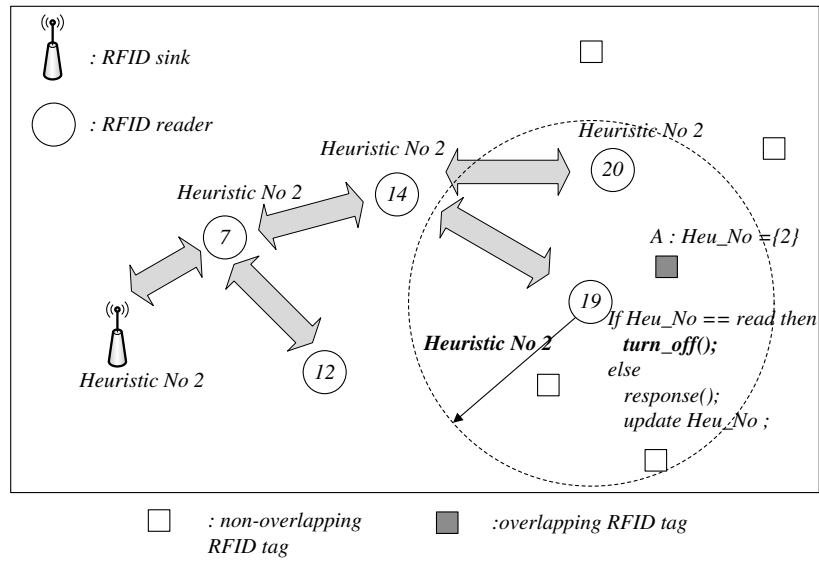 : RFID sink
: RFID reader
Heuristic No 2
Heuristic No 2
Heuristic No 2
20
14
7
A : Heu_No ={2}
19
If Heu_No == read then
turn_off();
else
response();
update Heu_No ;
Heuristic No 2
12
Heuristic No 2
: non-overlapping
RFID tag
:overlapping RFID tag